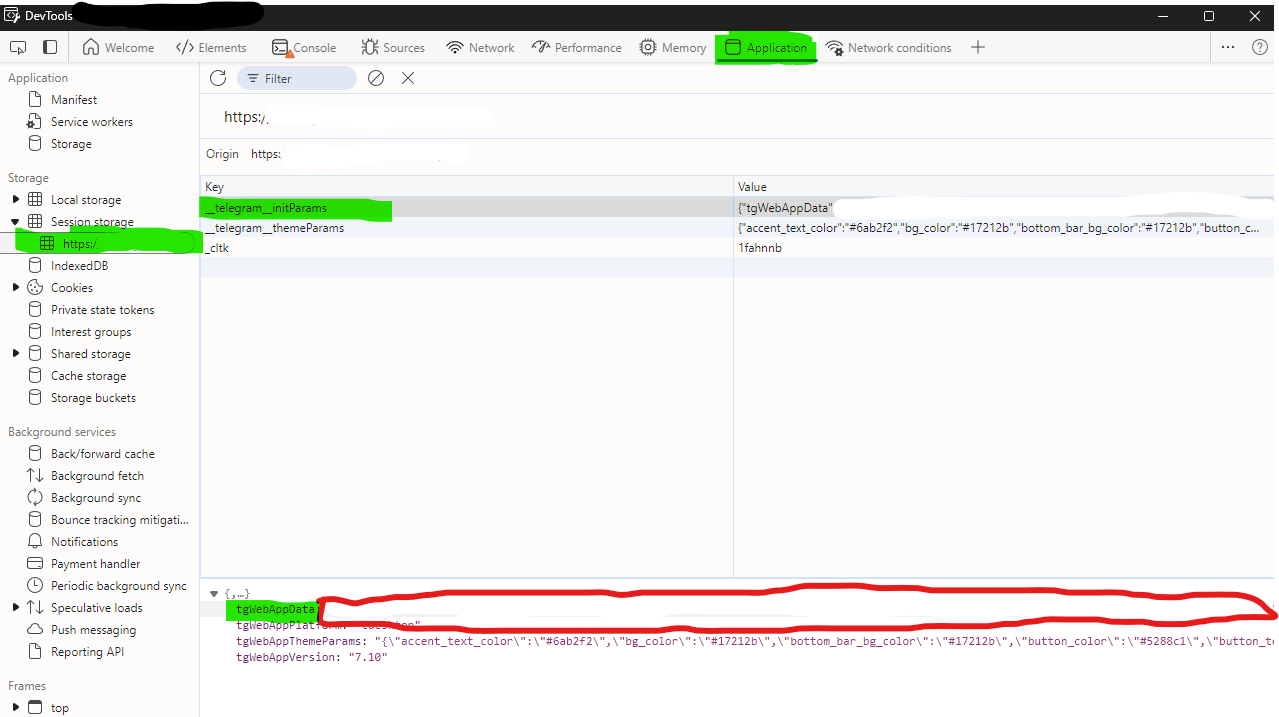 DevTools
Welcome Elements Console Sources Network Performance Memory Application Network conditions
Application
Manifest
Service workers
Storage
Storage
Local storage
Session storage
https:/
IndexedDB
Cookies
Private state tokens
Interest groups
Shared storage
Cache storage
Storage buckets
Background services
Back/forward cache
Background fetch
Background sync
Bounce tracking mitigati...
Notifications
Payment handler
Periodic background sync
Speculative loads
Push messaging
Reporting API
Frames
top
Filter
https:/
Origin https:
Key Value
__telegram__initParams {"tgWebAppData"
__telegram__themeParams {"accent_text_color":"#6ab2f2","bg_color":"#17212b","bottom_bar_bg_color":"#17212b","button_c...
_cltk 1fahnnb
{,…}
tgWebAppData
tgWebAppPlatform:
tgWebAppThemeParams: "{\"accent_text_color\":\"#6ab2f2\",\"bg_color\":\"#17212b\",\"bottom_bar_bg_color\":\"#17212b\",\"button_color\":\"#5288c1\",\"button_te
tgWebAppVersion: "7.10"